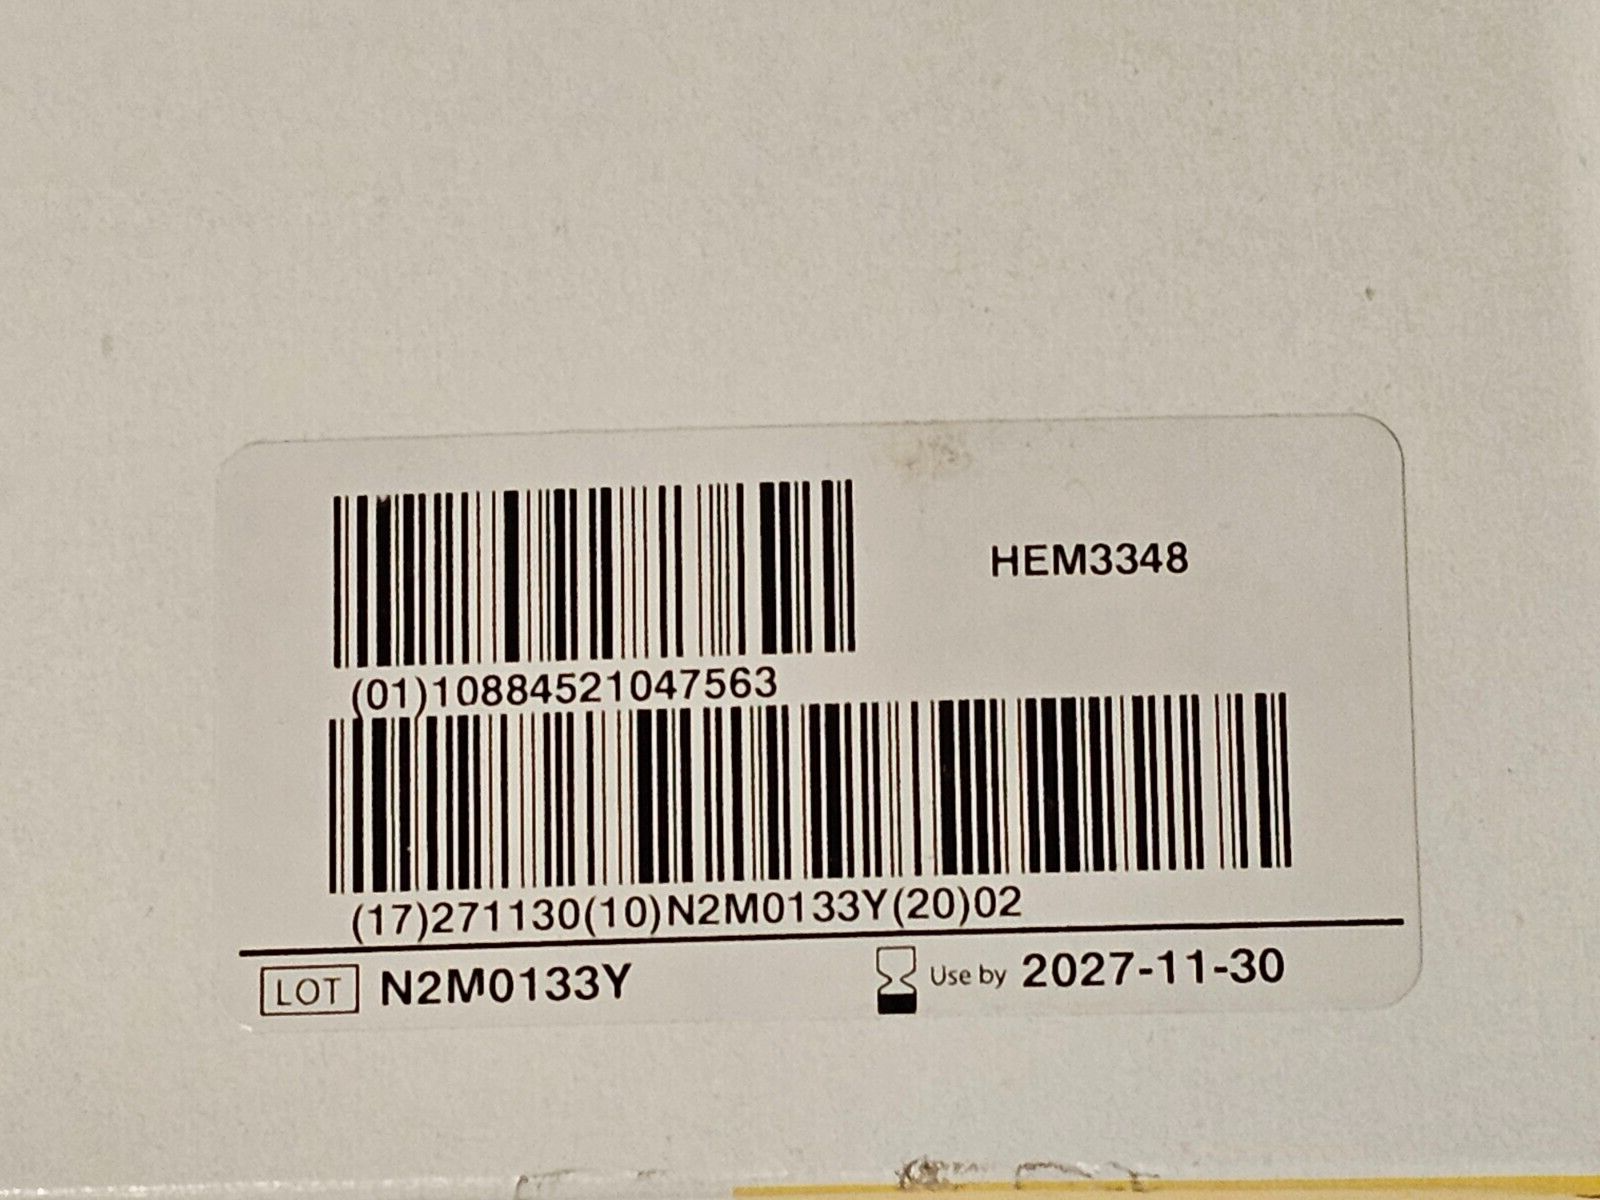 HEM3348
(01)10884521047563
(17)271130(10)N2M0133Y(20)02
LOT N2M0133Y
Use by 2027-11-30